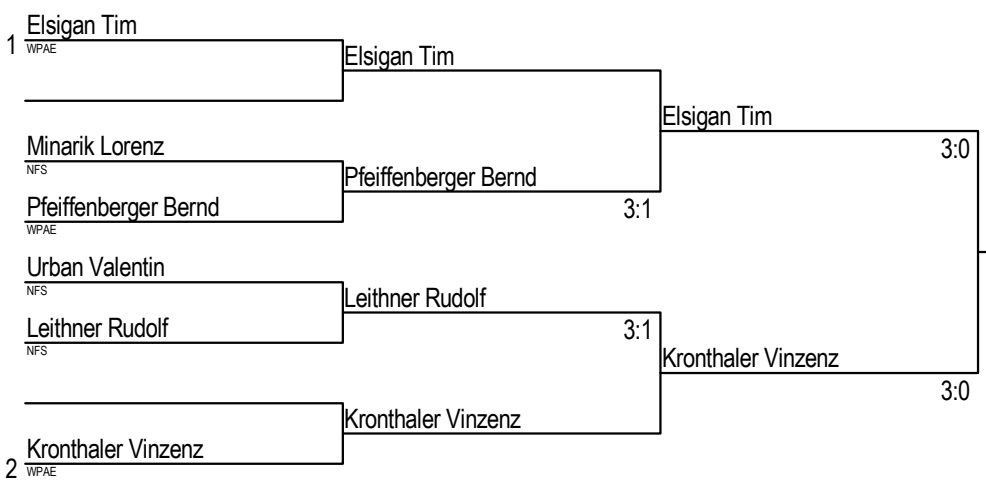 Elsigan Tim
1 WPAE
Elsigan Tim
Elsigan Tim
3:0
Minarik Lorenz
NFS
Pfeiffenberger Bernd
3:1
Pfeiffenberger Bernd
WPAE
Urban Valentin
NFS
Leithner Rudolf
3:1
Leithner Rudolf
NFS
Kronthaler Vinzenz
3:0
Kronthaler Vinzenz
Kronthaler Vinzenz
2 WPAE